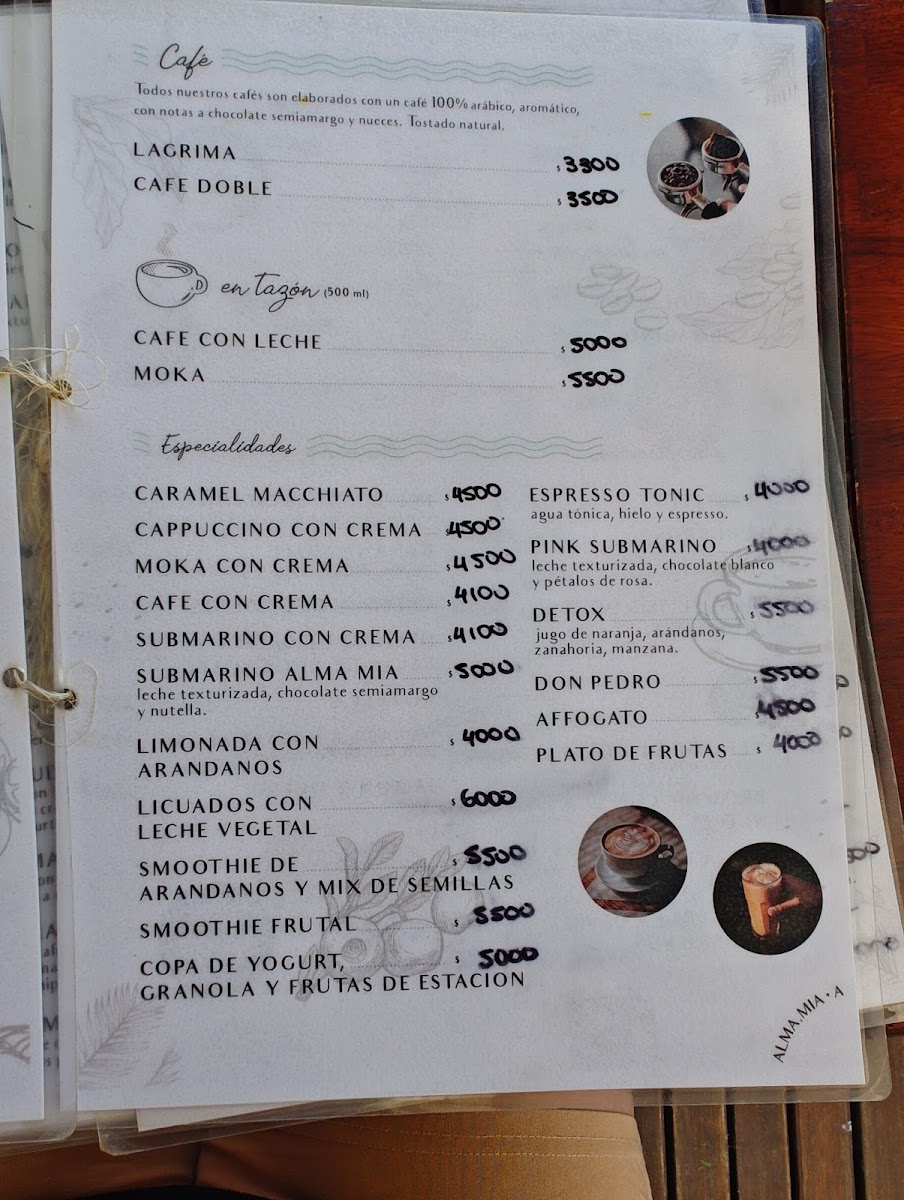 Café
Todos nuestros cafés son elaborados con un café 100% arábico, aromático,
con notas a chocolate semiamargo y nueces. Tostado natural.
LAGRIMA $3300
CAFE DOBLE $3500
en tazón (500 ml)
CAFE CON LECHE $5000
MOKA $5500
Especialidades
CARAMEL MACCHIATO $4500
CAPPUCCINO CON CREMA $4500
MOKA CON CREMA $4500
CAFE CON CREMA $4100
SUBMARINO CON CREMA $4100
SUBMARINO ALMA MIA $5000
leche texturizada, chocolate semiamargo
y nutella.
LIMONADA CON $4000
ARANDANOS
LICUADOS CON $6000
LECHE VEGETAL
SMOOTHIE DE $5500
ARANDANOS Y MIX DE SEMILLAS
SMOOTHIE FRUTAL $5500
COPA DE YOGURT, $5000
GRANOLA Y FRUTAS DE ESTACION
ESPRESSO TONIC $4000
agua tónica, hielo y espresso.
PINK SUBMARINO $4000
leche texturizada, chocolate blanco
y pétalos de rosa.
DETOX $5500
jugo de naranja, arándanos,
zanahoria, manzana.
DON PEDRO $5500
AFFOGATO $4500
PLATO DE FRUTAS $4000
ALMA.MIA.A